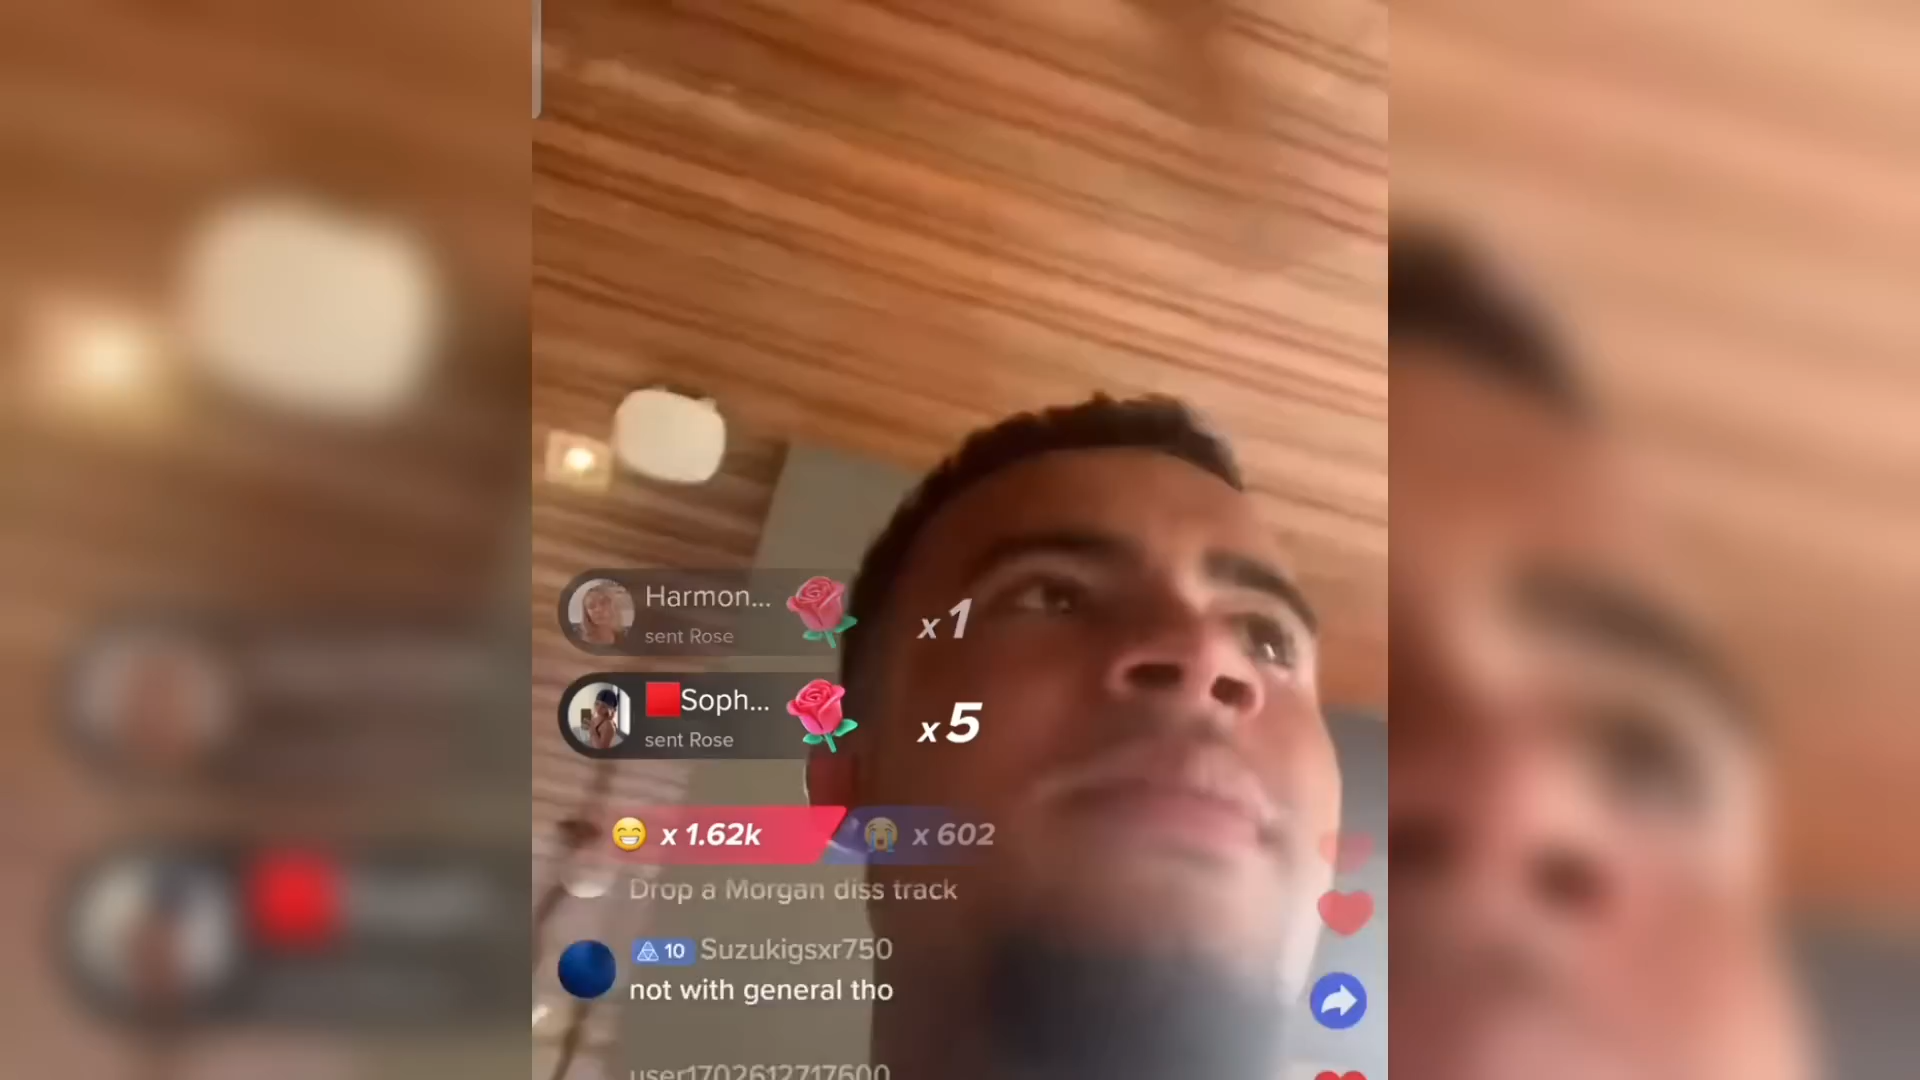 Harmon...
sent Rose
x1
Soph...
sent Rose
x5
x 1.62k
x 602
Drop a Morgan diss track
10 Suzukigsxr750
not with general tho
user1702612717600